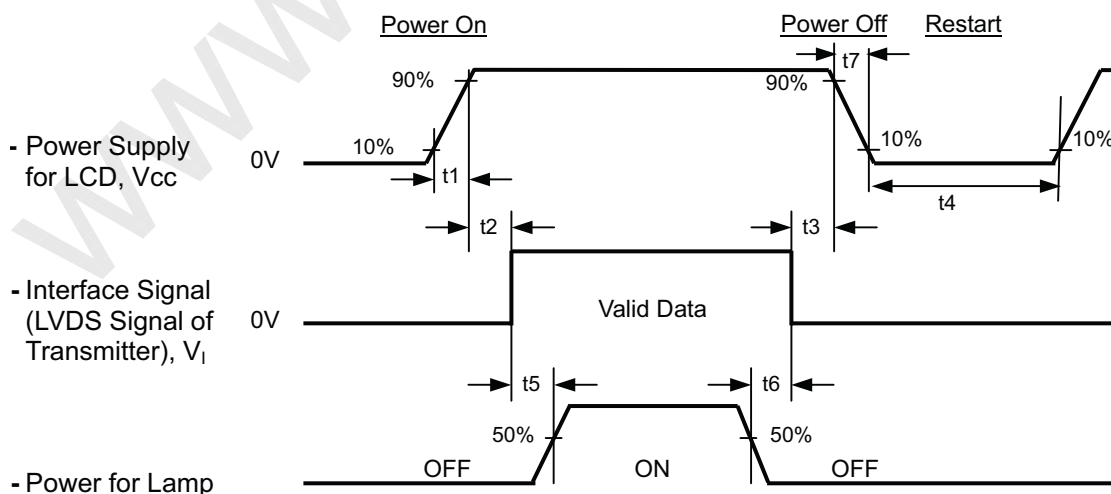 Power On
Power Off
Restart
t7
90%
90%
10%
10%
10%
- Power Supply
for LCD, Vcc
0V
t1
t4
t2
t3
- Interface Signal
(LVDS Signal of
Transmitter), VI
0V
Valid Data
t5
t6
50%
50%
- Power for Lamp
OFF
ON
OFF
www